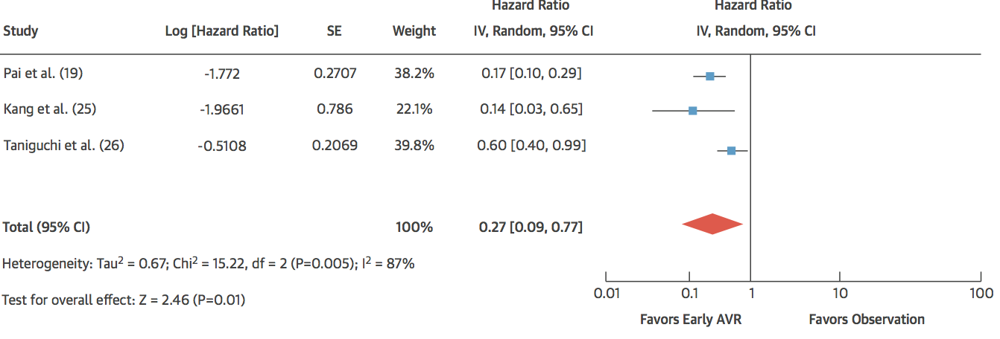 Hazard Ratio Hazard Ratio
Study Log [Hazard Ratio] SE Weight IV, Random, 95% CI IV, Random, 95% CI
Pai et al. (19) -1.772 0.2707 38.2% 0.17 [0.10, 0.29]
Kang et al. (25) -1.9661 0.786 22.1% 0.14 [0.03, 0.65]
Taniguchi et al. (26) -0.5108 0.2069 39.8% 0.60 [0.40, 0.99]
Total (95% CI) 100% 0.27 [0.09, 0.77]
Heterogeneity: Tau² = 0.67; Chi² = 15.22, df = 2 (P=0.005); I² = 87%
Test for overall effect: Z = 2.46 (P=0.01)
0.01 0.1 1 10 100
Favors Early AVR Favors Observation